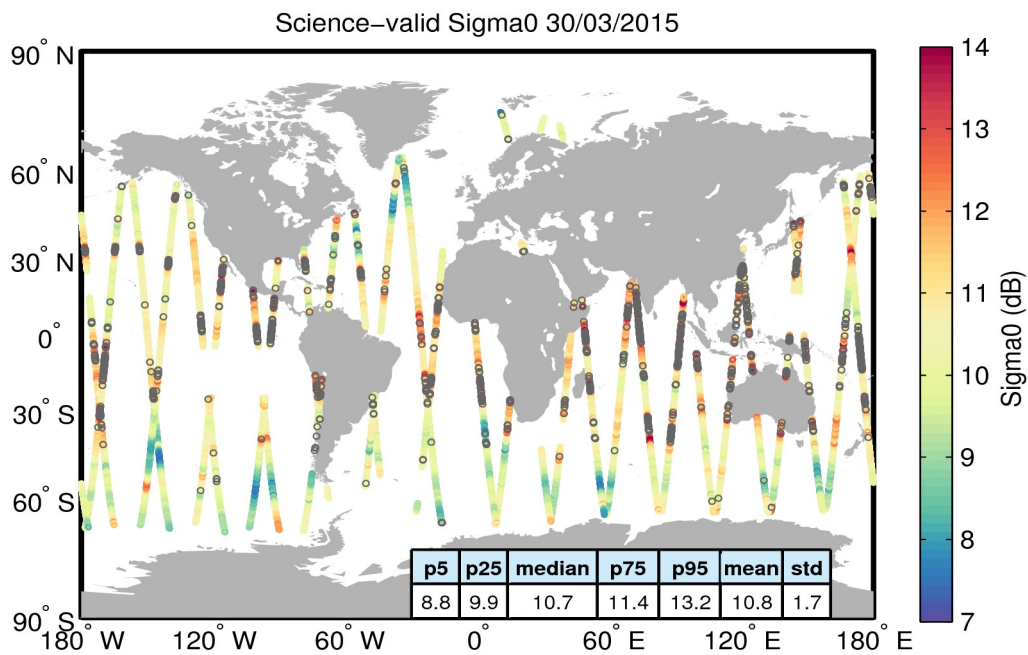 Science−valid Sigma0 30/03/2015
90° N
60° N
30° N
0°
30° S
60° S
90° S
180° W
120° W
60° W
0°
60° E
120° E
180° E
p5 p25 median p75 p95 mean std
8.8 9.9 10.7 11.4 13.2 10.8 1.7
14
13
12
11
10
9
8
7
Sigma0 (dB)